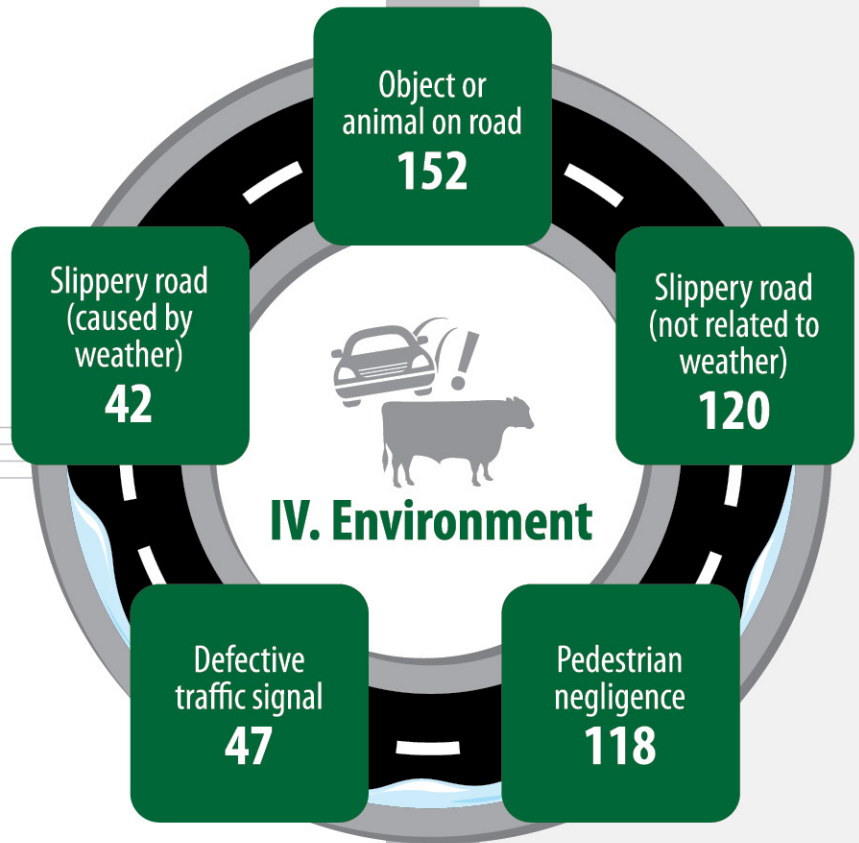 Object or
animal on road
152
Slippery road
(caused by
weather)
42
Slippery road
(not related to
weather)
120
IV. Environment
Defective
traffic signal
47
Pedestrian
negligence
118